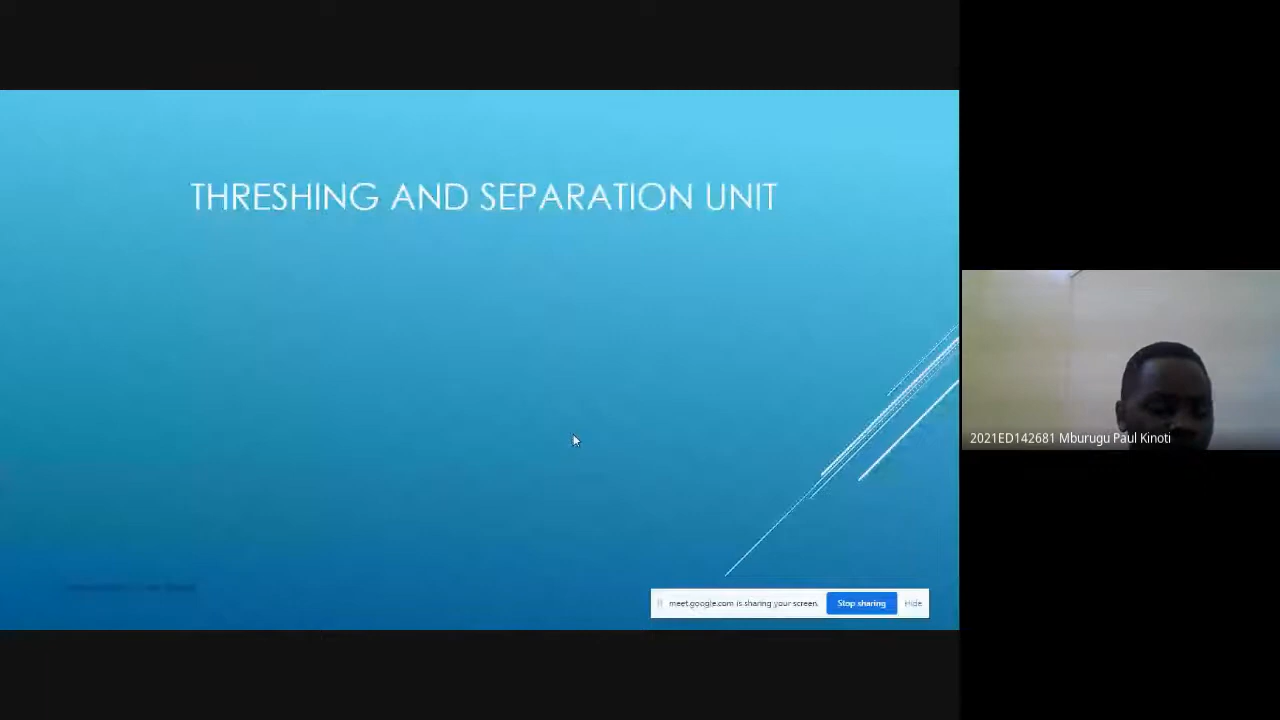 THRESHING AND SEPARATION UNIT
2021ED142681 Mburugu Paul Kinoti
meet.google.com is sharing your screen.
Stop sharing
Hide